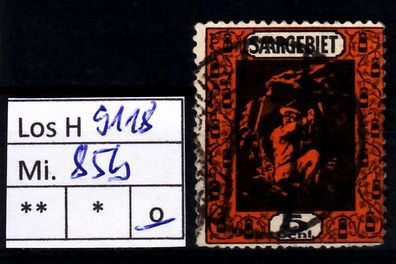 Los H 9118
Mi. 85b
** * o
SAARGEBIET
5